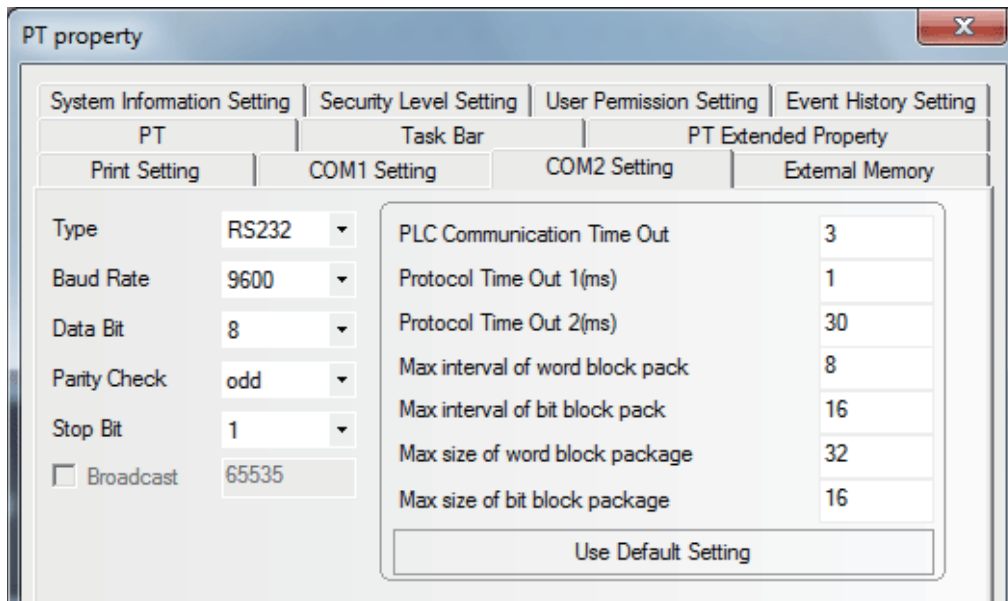 PT property
System Information Setting Security Level Setting User Permission Setting Event History Setting
PT Task Bar PT Extended Property
Print Setting COM1 Setting COM2 Setting External Memory
Type RS232
Baud Rate 9600
Data Bit 8
Parity Check odd
Stop Bit 1
Broadcast 65535
PLC Communication Time Out 3
Protocol Time Out 1(ms) 1
Protocol Time Out 2(ms) 30
Max interval of word block pack 8
Max interval of bit block pack 16
Max size of word block package 32
Max size of bit block package 16
Use Default Setting